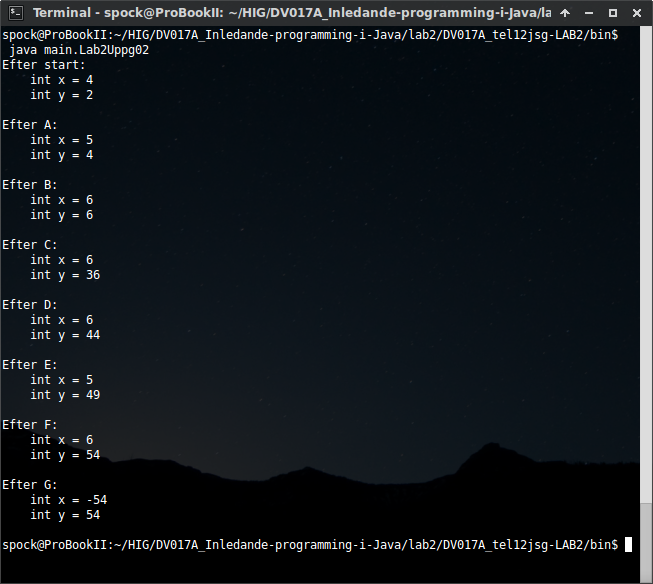 Terminal - spock@ProBookII: ~/HIG/DV017A_Inledande-programming-i-Java/la
spock@ProBookII:~/HIG/DV017A_Inledande-programming-i-Java/lab2/DV017A_tel12jsg-LAB2/bin$
java main.Lab2Uppg02
Efter start:
    int x = 4
    int y = 2

Efter A:
    int x = 5
    int y = 4

Efter B:
    int x = 6
    int y = 6

Efter C:
    int x = 6
    int y = 36

Efter D:
    int x = 6
    int y = 44

Efter E:
    int x = 5
    int y = 49

Efter F:
    int x = 6
    int y = 54

Efter G:
    int x = -54
    int y = 54

spock@ProBookII:~/HIG/DV017A_Inledande-programming-i-Java/lab2/DV017A_tel12jsg-LAB2/bin$